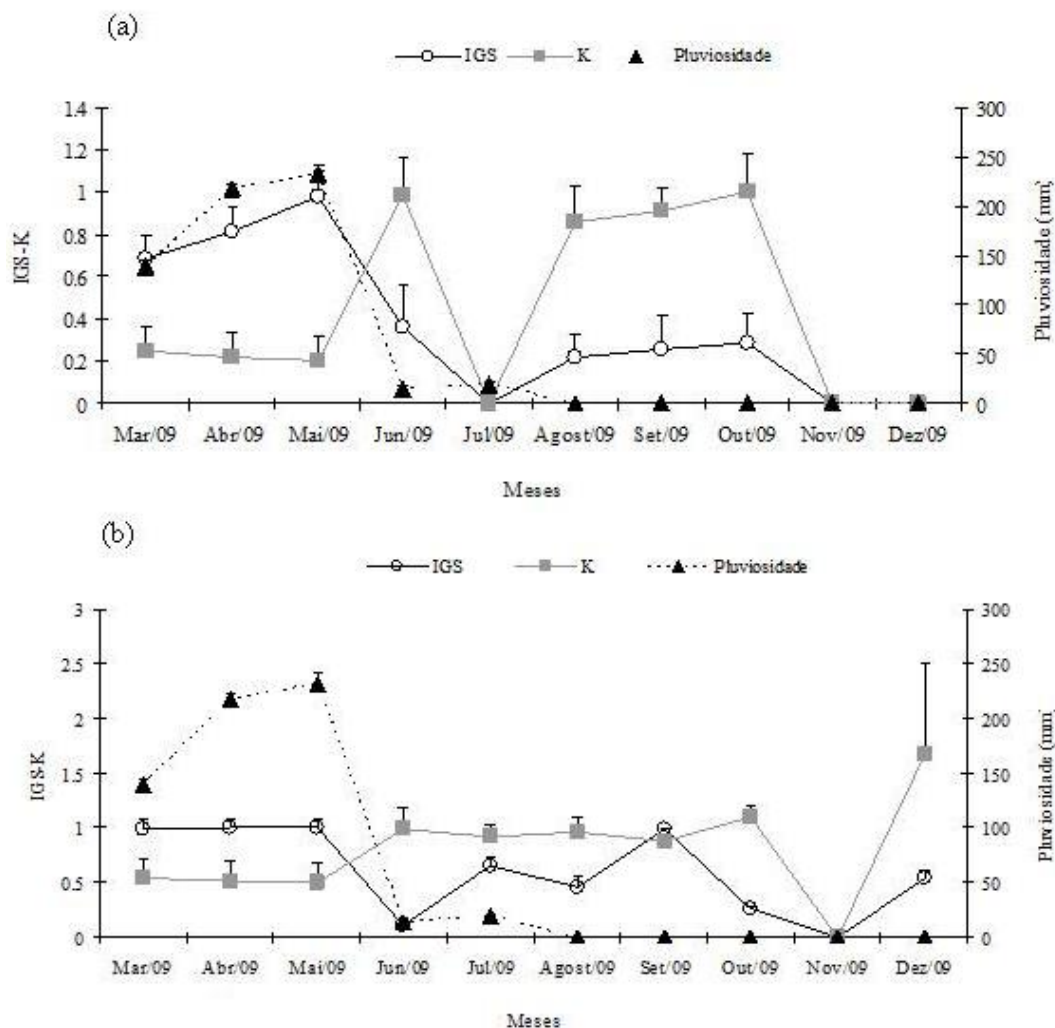 (a)
IGS K Pluviosidade
1.4
1.2
1
0.8
0.6
0.4
0.2
0
IGS-K
300
250
200
150
100
50
0
Pluviosidade (mm)
Mar/09 Abr/09 Mai/09 Jun/09 Jul/09 Agost/09 Set/09 Out/09 Nov/09 Dez/09
Meses
(b)
IGS K Pluviosidade
3
2.5
2
1.5
1
0.5
0
IGS-K
300
250
200
150
100
50
0
Pluviosidade (mm)
Mar/09 Abr/09 Mai/09 Jun/09 Jul/09 Agost/09 Set/09 Out/09 Nov/09 Dez/09
Meses